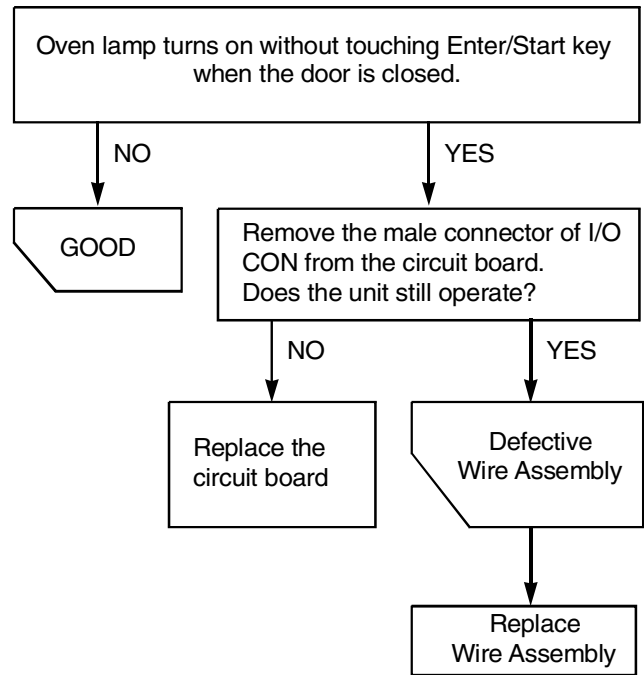 Oven lamp turns on without touching Enter/Start key
when the door is closed.
NO
YES
GOOD
Remove the male connector of I/O
CON from the circuit board.
Does the unit still operate?
NO
YES
Replace the
circuit board
Defective
Wire Assembly
Replace
Wire Assembly